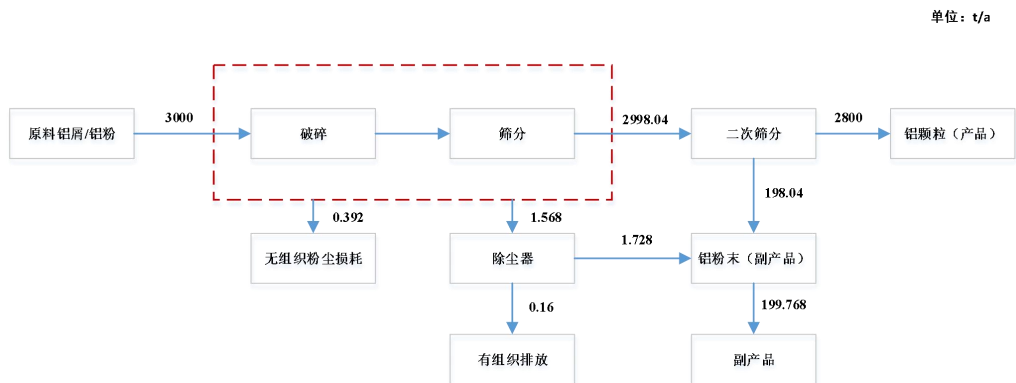 单位：t/a
原料铝屑/铝粉
3000
破碎
筛分
2998.04
二次筛分
2800
铝颗粒（产品）
0.392
1.568
198.04
无组织粉尘损耗
除尘器
1.728
铝粉末（副产品）
0.16
199.768
有组织排放
副产品